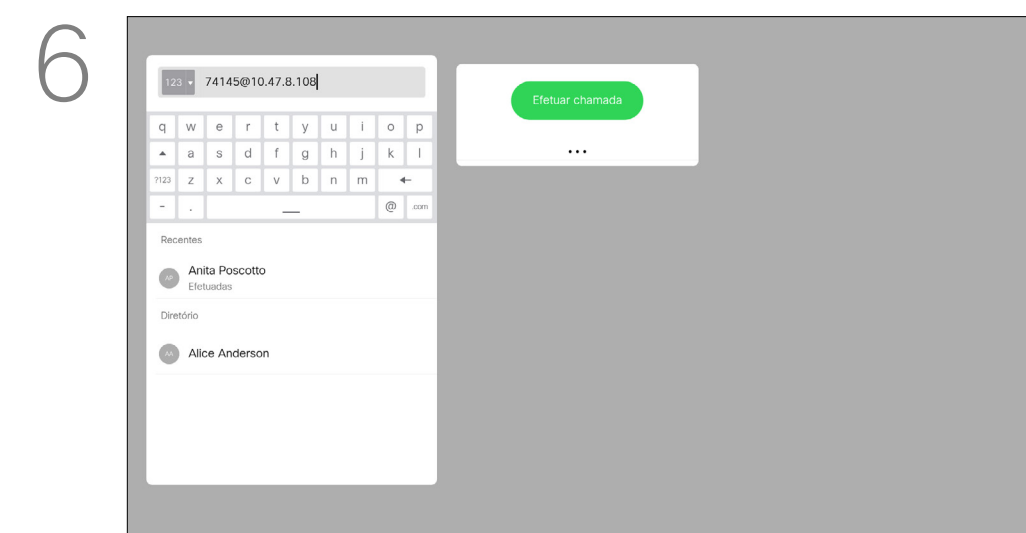 6
123 74145@10.47.8.108
Efetuar chamada
...
q w e r t y u i o p
a s d f g h j k l
?123 z x c v b n m
- . @ .com
Recentes
AP Anita Poscotto
Efetuadas
Diretório
AA Alice Anderson